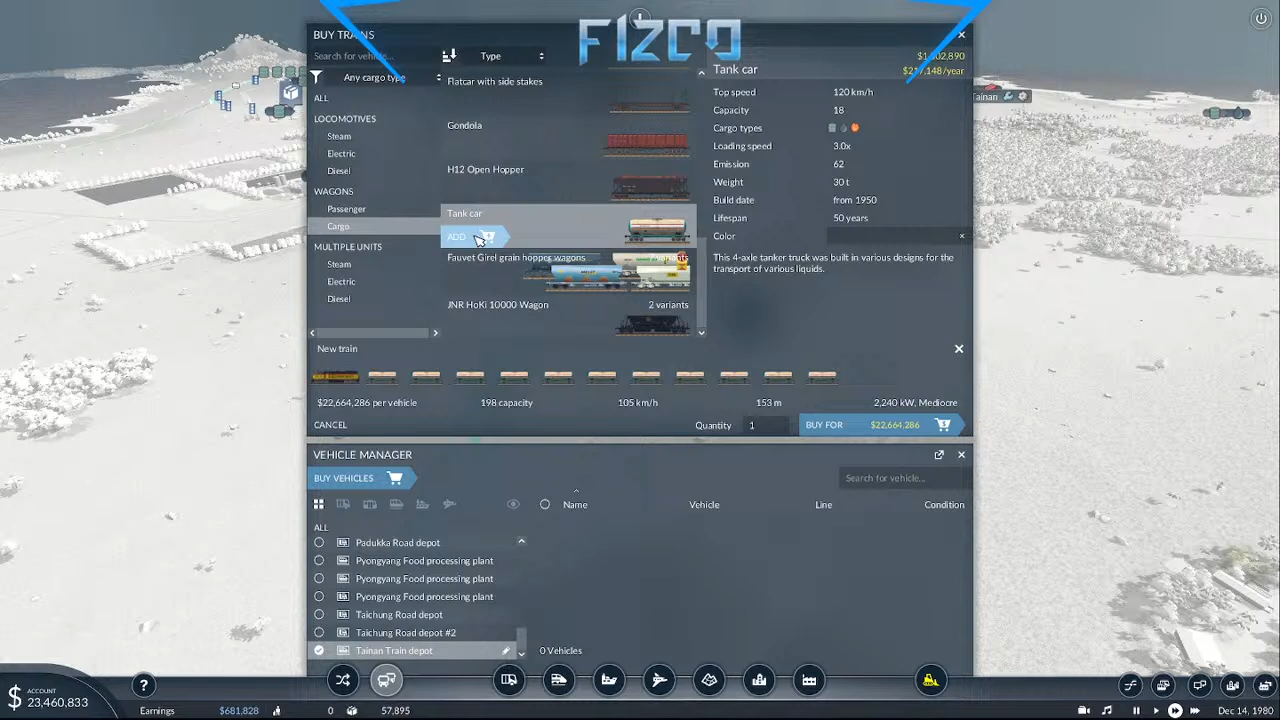 FIZCO
BUY TRAINS
Search for vehicle...
Type
Any cargo type
ALL
LOCOMOTIVES
Steam
Electric
Diesel
WAGONS
Passenger
Cargo
MULTIPLE UNITS
Steam
Electric
Diesel
Flatcar with side stakes
Gondola
H12 Open Hopper
Tank car
ADD
Fauvet Girel grain hopper wagons
variants
JNR HoKi 10000 Wagon
2 variants
Tank car
Top speed 120 km/h
Capacity 18
Cargo types
Loading speed 3.0x
Emission 62
Weight 30 t
Build date from 1950
Lifespan 50 years
Color
This 4-axle tanker truck was built in various designs for the
transport of various liquids.
Tainan
New train
$22,664,286 per vehicle 198 capacity 105 km/h 153 m 2,240 kW, Mediocre
CANCEL Quantity 1 BUY FOR $22,664,286
VEHICLE MANAGER
BUY VEHICLES Search for vehicle...
Name Vehicle Line Condition
ALL
Padukka Road depot
Pyongyang Food processing plant
Pyongyang Food processing plant
Pyongyang Food processing plant
Taichung Road depot
Taichung Road depot #2
Tainan Train depot 0 Vehicles
$ ACCOUNT
23,460,833
?
Earnings $681,828 0 57,895 Dec 14, 1980